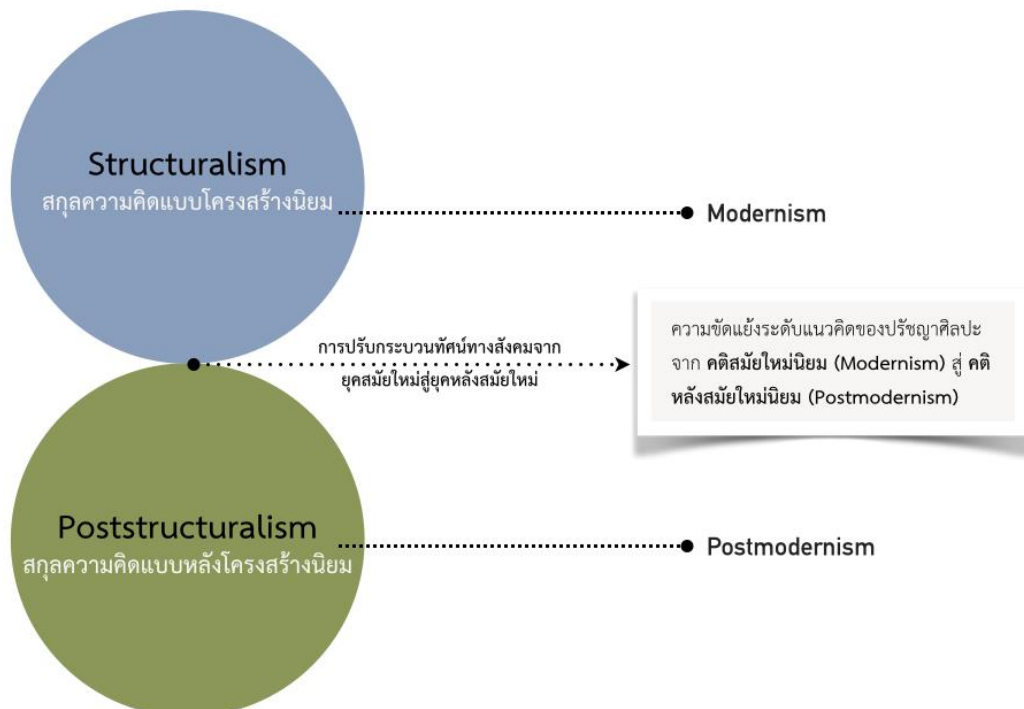 Structuralism
สกุลความคิดแบบโครงสร้างนิยม
Modernism
การปรับกระบวนทัศน์ทางสังคมจาก
ยุคสมัยใหม่สู่ยุคหลังสมัยใหม่
ความขัดแย้งระดับแนวคิดของปรัชญาศิลปะ
จาก คติสมัยใหม่นิยม (Modernism) สู่ คติ
หลังสมัยใหม่นิยม (Postmodernism)
Poststructuralism
สกุลความคิดแบบหลังโครงสร้างนิยม
Postmodernism